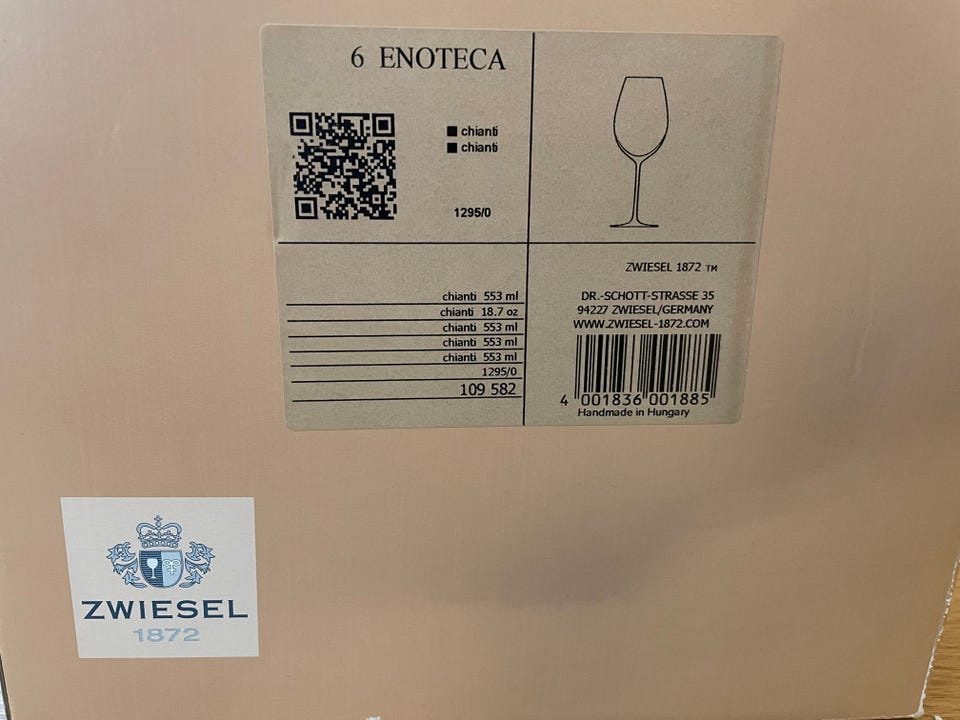 6 ENOTECA
chianti
chianti
1295/0
chianti 553 ml
chianti 18.7 oz
chianti 553 ml
chianti 553 ml
chianti 553 ml
1295/0
109 582
ZWIESEL 1872 TM
DR.-SCHOTT-STRASSE 35
94227 ZWIESEL/GERMANY
WWW.ZWIESEL-1872.COM
4 001836 001885
Handmade in Hungary
ZWIESEL
1872